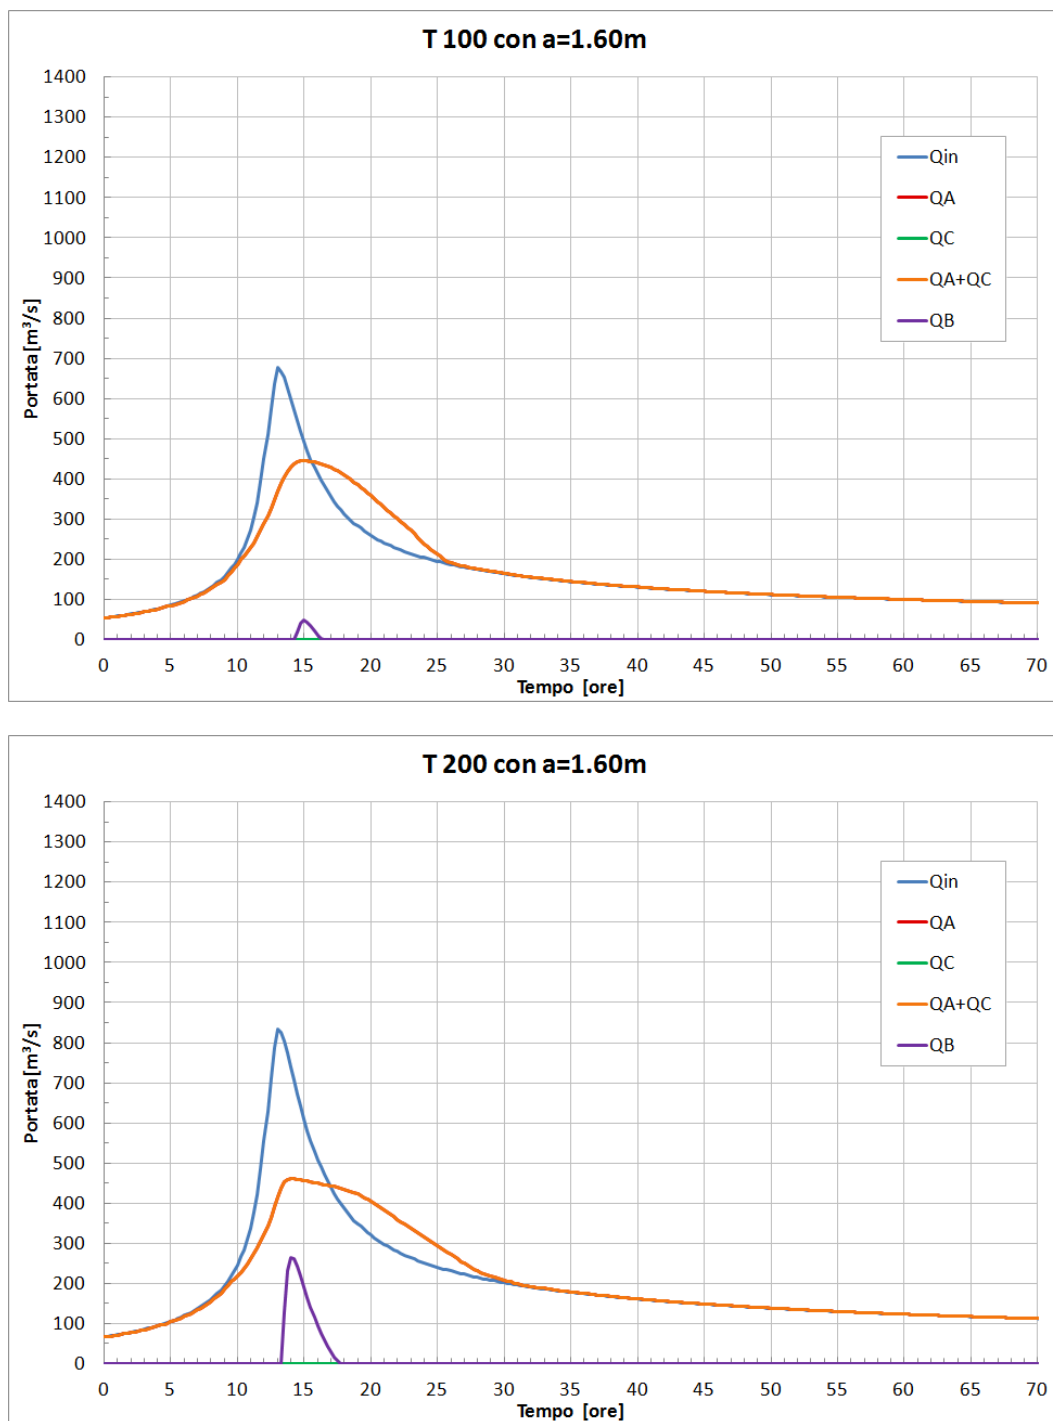 T 100 con a=1.60m
1400
1300
1200
1100
1000
900
800
700
600
500
400
300
200
100
0
Portata[m³/s]
0 5 10 15 20 25 30 35 40 45 50 55 60 65 70
Tempo [ore]
Qin
QA
QC
QA+QC
QB
T 200 con a=1.60m
1400
1300
1200
1100
1000
900
800
700
600
500
400
300
200
100
0
Portata[m³/s]
0 5 10 15 20 25 30 35 40 45 50 55 60 65 70
Tempo [ore]
Qin
QA
QC
QA+QC
QB